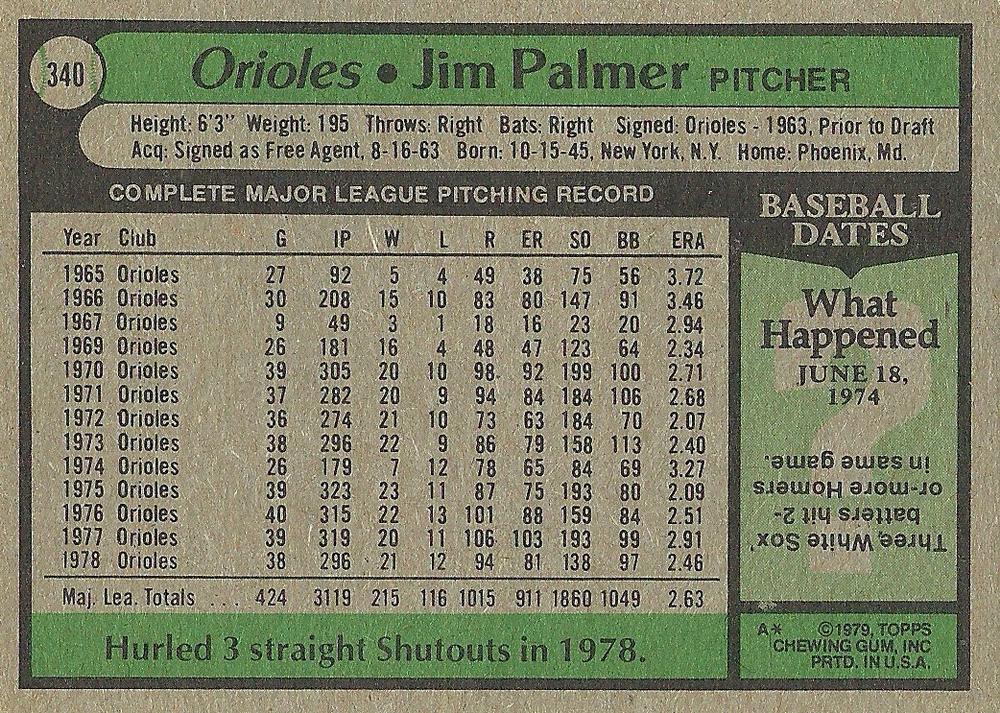 340
Orioles • Jim Palmer PITCHER
Height: 6'3" Weight: 195 Throws: Right Bats: Right Signed: Orioles - 1963, Prior to Draft
Acq: Signed as Free Agent, 8-16-63 Born: 10-15-45, New York, N.Y. Home: Phoenix, Md.
COMPLETE MAJOR LEAGUE PITCHING RECORD
Year Club G IP W L R ER SO BB ERA
1965 Orioles 27 92 5 4 49 38 75 56 3.72
1966 Orioles 30 208 15 10 83 80 147 91 3.46
1967 Orioles 9 49 3 1 18 16 23 20 2.94
1969 Orioles 26 181 16 4 48 47 123 64 2.34
1970 Orioles 39 305 20 10 98 92 199 100 2.71
1971 Orioles 37 282 20 9 94 84 184 106 2.68
1972 Orioles 36 274 21 10 73 63 184 70 2.07
1973 Orioles 38 296 22 9 86 79 158 113 2.40
1974 Orioles 26 179 7 12 78 65 84 69 3.27
1975 Orioles 39 323 23 11 87 75 193 80 2.09
1976 Orioles 40 315 22 13 101 88 159 84 2.51
1977 Orioles 39 319 20 11 106 103 193 99 2.91
1978 Orioles 38 296 21 12 94 81 138 97 2.46
Maj. Lea. Totals ... 424 3119 215 116 1015 911 1860 1049 2.63
Hurled 3 straight Shutouts in 1978.
BASEBALL
DATES
What
Happened
JUNE 18,
1974
?
Three White Sox'
batters hit 2-
or-more Homers
in same game.
A* ©1979, TOPPS
CHEWING GUM, INC
PRTD. IN U.S.A.